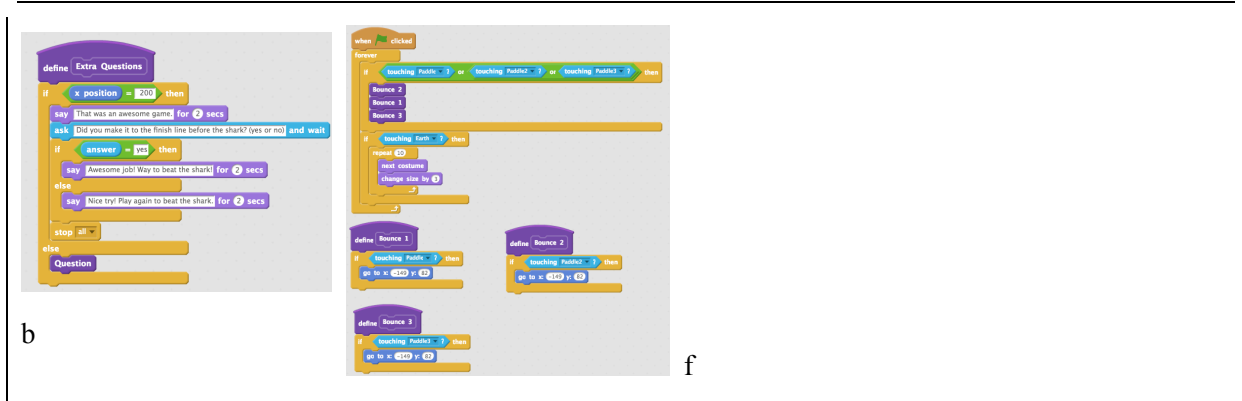 define Extra Questions
if x position = 200 then
say That was an awesome game. for 2 secs
ask Did you make it to the finish line before the shark? (yes or no) and wait
if answer = yes then
say Awesome job! Way to beat the shark! for 2 secs
else
say Nice try! Play again to beat the shark. for 2 secs
stop all
else
Question
b
when clicked
forever
if touching Paddle ? or touching Paddle2 ? or touching Paddle3 ? then
Bounce 2
Bounce 1
Bounce 3
if touching Earth ? then
repeat 10
next costume
change size by 3
define Bounce 1
if touching Paddle ? then
go to x: -149 y: 82
define Bounce 2
if touching Paddle2 ? then
go to x: -149 y: 82
define Bounce 3
if touching Paddle3 ? then
go to x: -149 y: 82
f